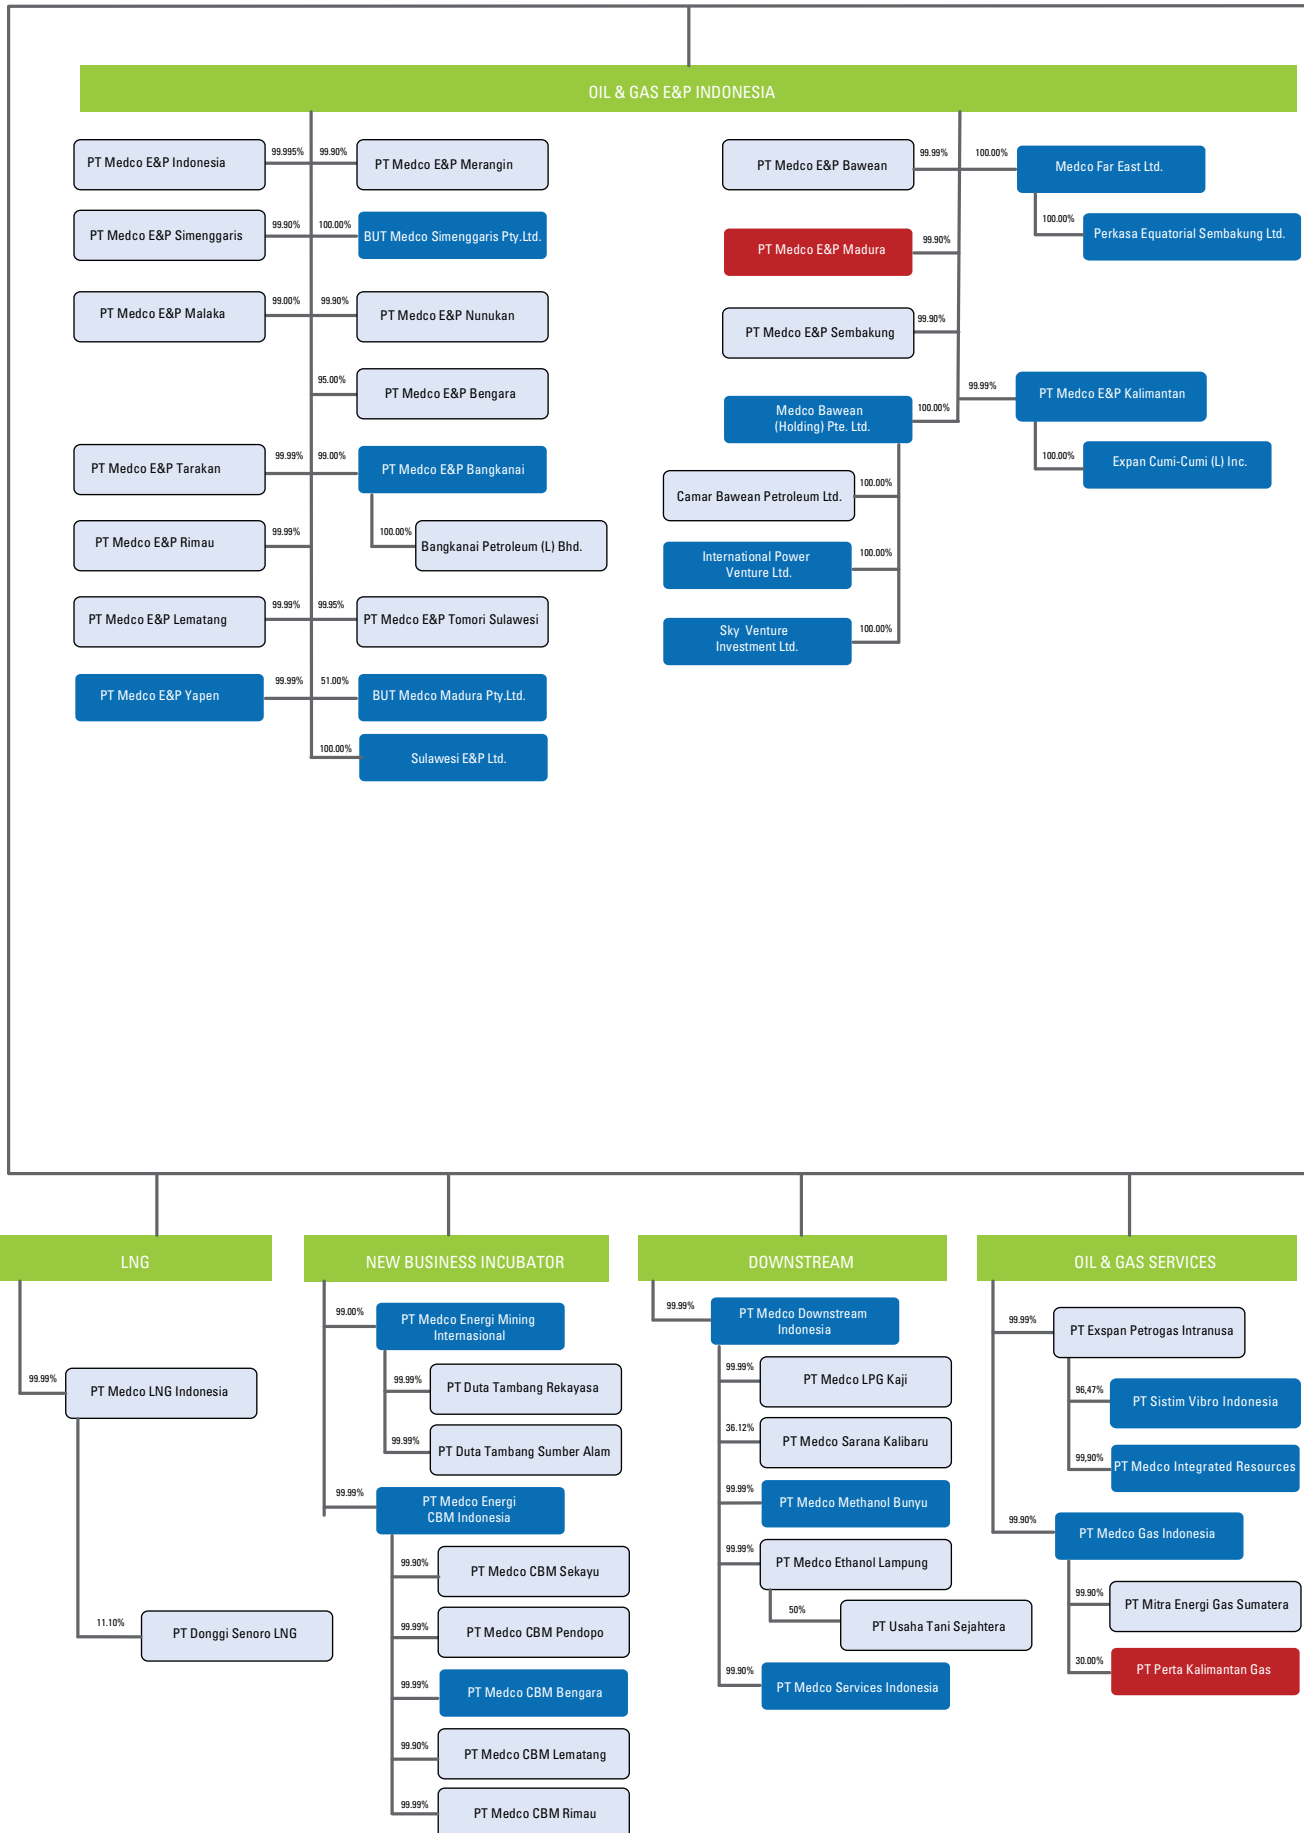 OIL & GAS E&P INDONESIA
PT Medco E&P Indonesia
99.995%
99.90%
PT Medco E&P Merangin
PT Medco E&P Simenggaris
99.90%
100.00%
BUT Medco Simenggaris Pty.Ltd.
PT Medco E&P Malaka
99.00%
99.90%
PT Medco E&P Nunukan
95.00%
PT Medco E&P Bengara
PT Medco E&P Tarakan
99.99%
99.00%
PT Medco E&P Bangkanai
100.00%
Bangkanai Petroleum (L) Bhd.
PT Medco E&P Rimau
99.99%
PT Medco E&P Lematang
99.99%
99.95%
PT Medco E&P Tomori Sulawesi
PT Medco E&P Yapen
99.99%
51.00%
BUT Medco Madura Pty.Ltd.
100.00%
Sulawesi E&P Ltd.
PT Medco E&P Bawean
99.99%
100.00%
Medco Far East Ltd.
100.00%
Perkasa Equatorial Sembakung Ltd.
PT Medco E&P Madura
99.90%
PT Medco E&P Sembakung
99.90%
99.99%
PT Medco E&P Kalimantan
100.00%
Expan Cumi-Cumi (L) Inc.
Medco Bawean
(Holding) Pte. Ltd.
100.00%
Camar Bawean Petroleum Ltd.
100.00%
International Power
Venture Ltd.
100.00%
Sky Venture
Investment Ltd.
100.00%
LNG
99.99%
PT Medco LNG Indonesia
11.10%
PT Donggi Senoro LNG
NEW BUSINESS INCUBATOR
99.00%
PT Medco Energi Mining
Internasional
99.99%
PT Duta Tambang Rekayasa
99.99%
PT Duta Tambang Sumber Alam
99.99%
PT Medco Energi
CBM Indonesia
99.90%
PT Medco CBM Sekayu
99.99%
PT Medco CBM Pendopo
99.99%
PT Medco CBM Bengara
99.90%
PT Medco CBM Lematang
99.99%
PT Medco CBM Rimau
DOWNSTREAM
99.99%
PT Medco Downstream
Indonesia
99.99%
PT Medco LPG Kaji
36.12%
PT Medco Sarana Kalibaru
99.99%
PT Medco Methanol Bunyu
99.99%
PT Medco Ethanol Lampung
50%
PT Usaha Tani Sejahtera
99.90%
PT Medco Services Indonesia
OIL & GAS SERVICES
99.99%
PT Exspan Petrogas Intranusa
96,47%
PT Sistim Vibro Indonesia
99,90%
PT Medco Integrated Resources
99.90%
PT Medco Gas Indonesia
99.90%
PT Mitra Energi Gas Sumatera
30.00%
PT Perta Kalimantan Gas